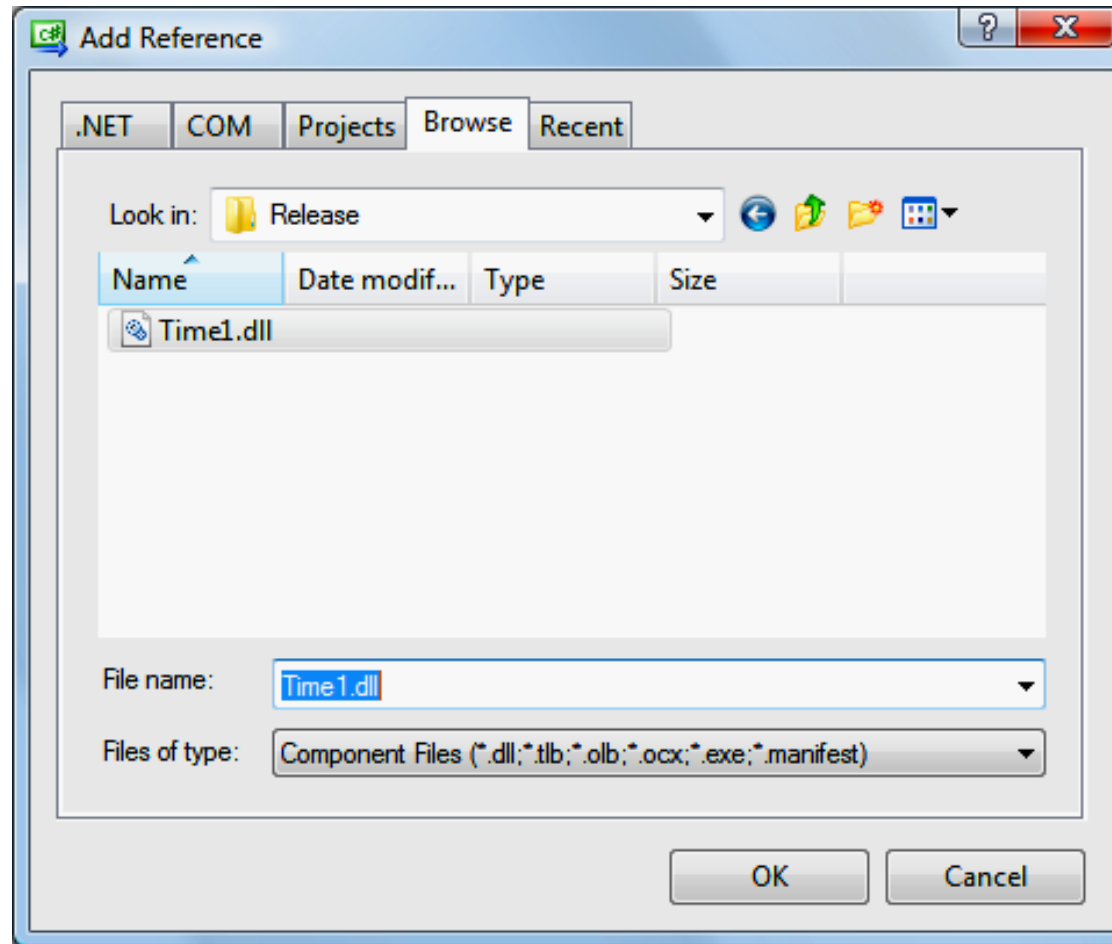 Add Reference
.NET COM Projects Browse Recent
Look in: Release
Name Date modif... Type Size
Time1.dll
File name: Time1.dll
Files of type: Component Files (*.dll;*.tlb;*.olb;*.ocx;*.exe;*.manifest)
OK Cancel